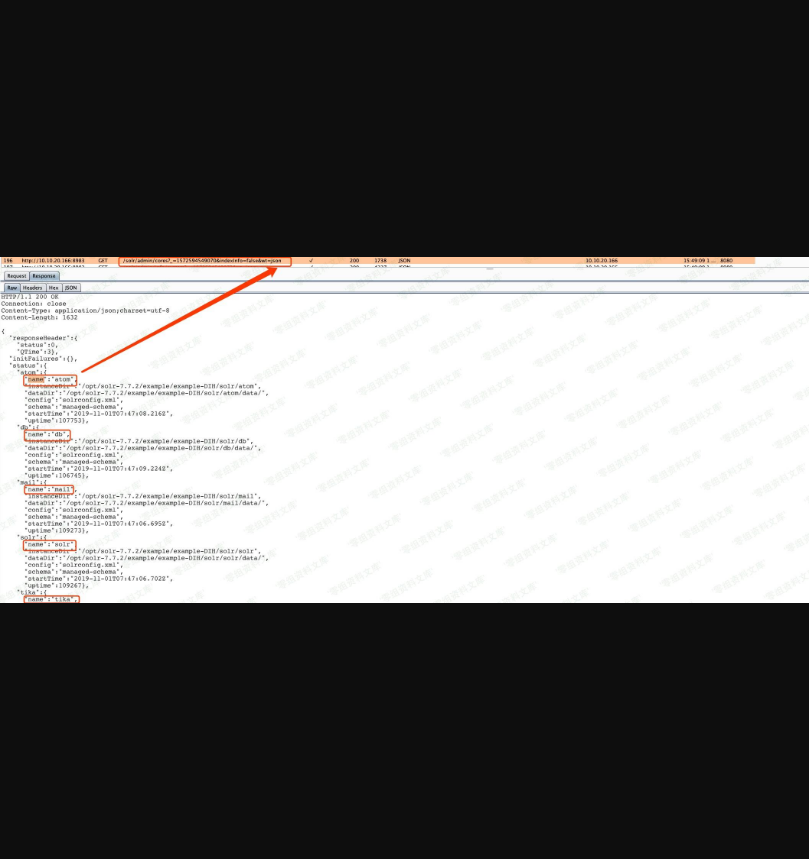 196 http://10.10.20.166:8983 GET /solr/admin/cores?_=1572594549070&indexInfo=false&wt=json √ 200 1738 JSON 10.10.20.166 15:49:09 1... 8080
Request Response
Raw Headers Hex JSON
HTTP/1.1 200 OK
Connection: close
Content-Type: application/json;charset=utf-8
Content-Length: 1632
{
"responseHeader":{
"status":0,
"QTime":3},
"initFailures":{},
"status":{
"atom":{
"name":"atom",
"instanceDir":"/opt/solr-7.7.2/example/example-DIH/solr/atom",
"dataDir":"/opt/solr-7.7.2/example/example-DIH/solr/atom/data/",
"config":"solrconfig.xml",
"schema":"managed-schema",
"startTime":"2019-11-01T07:47:08.216Z",
"uptime":107753},
"db":{
"name":"db",
"instanceDir":"/opt/solr-7.7.2/example/example-DIH/solr/db",
"dataDir":"/opt/solr-7.7.2/example/example-DIH/solr/db/data/",
"config":"solrconfig.xml",
"schema":"managed-schema",
"startTime":"2019-11-01T07:47:09.224Z",
"uptime":106745},
"mail":{
"name":"mail",
"instanceDir":"/opt/solr-7.7.2/example/example-DIH/solr/mail",
"dataDir":"/opt/solr-7.7.2/example/example-DIH/solr/mail/data/",
"config":"solrconfig.xml",
"schema":"managed-schema",
"startTime":"2019-11-01T07:47:06.695Z",
"uptime":109273},
"solr":{
"name":"solr",
"instanceDir":"/opt/solr-7.7.2/example/example-DIH/solr/solr",
"dataDir":"/opt/solr-7.7.2/example/example-DIH/solr/solr/data/",
"config":"solrconfig.xml",
"schema":"managed-schema",
"startTime":"2019-11-01T07:47:06.702Z",
"uptime":109267},
"tika":{
"name":"tika",